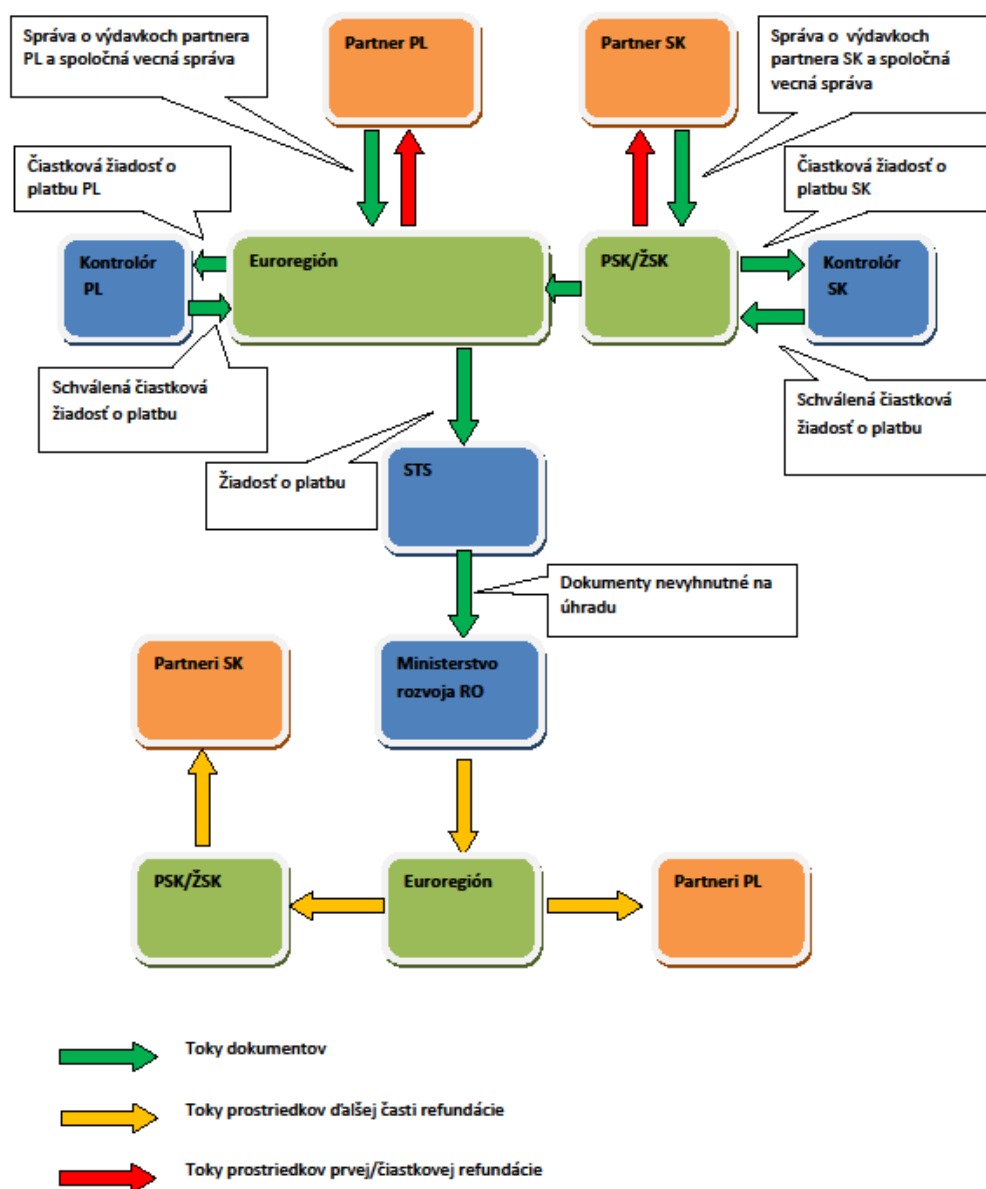 Správa o výdavkoch partnera
PL a spoločná vecná správa
Partner PL
Partner SK
Správa o  výdavkoch
partnera SK a spoločná
vecná správa
Čiastková žiadosť o
platbu PL
Čiastková žiadosť o
platbu SK
Kontrolór
PL
Euroregión
PSK/ŽSK
Kontrolór
SK
Schválená čiastková
žiadosť o platbu
Schválená čiastková
žiadosť o platbu
Žiadosť o platbu
STS
Dokumenty nevyhnutné na
úhradu
Partneri SK
Ministerstvo
rozvoja RO
PSK/ŽSK
Euroregión
Partneri PL
Toky dokumentov
Toky prostriedkov ďalšej časti refundácie
Toky prostriedkov prvej/čiastkovej refundácie